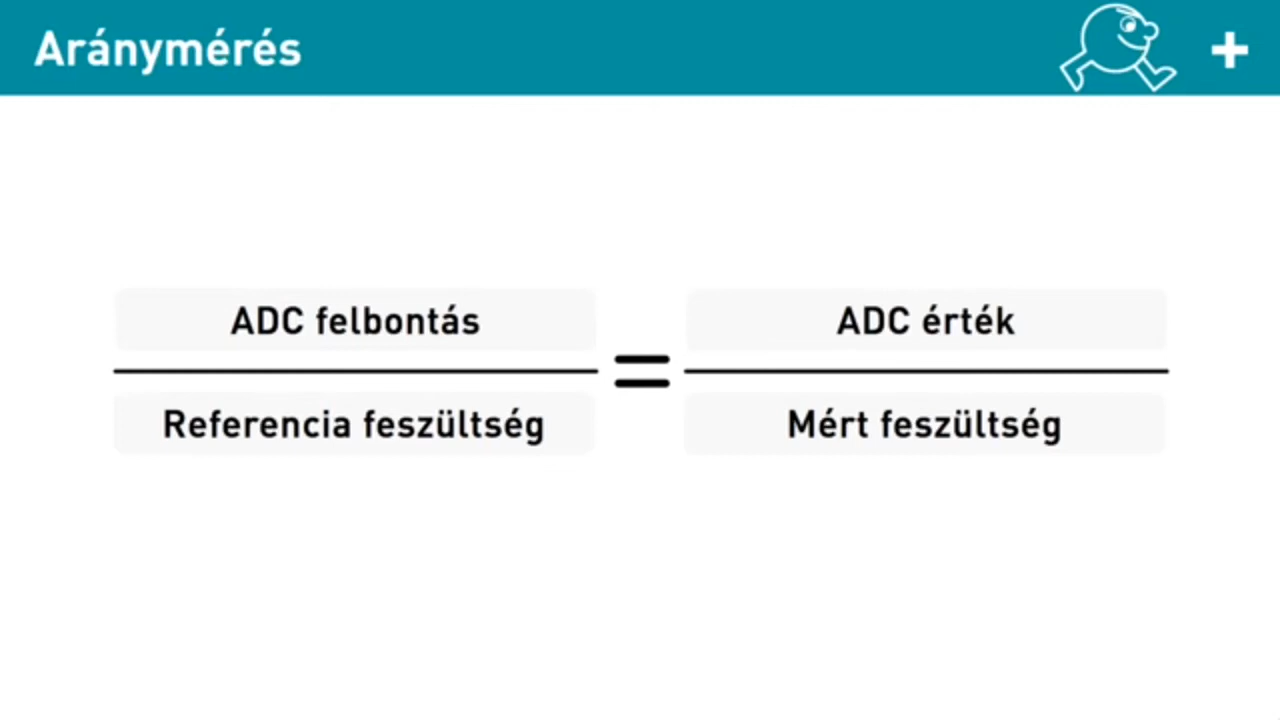 Aránymérés
ADC felbontás
Referencia feszültség
=
ADC érték
Mért feszültség